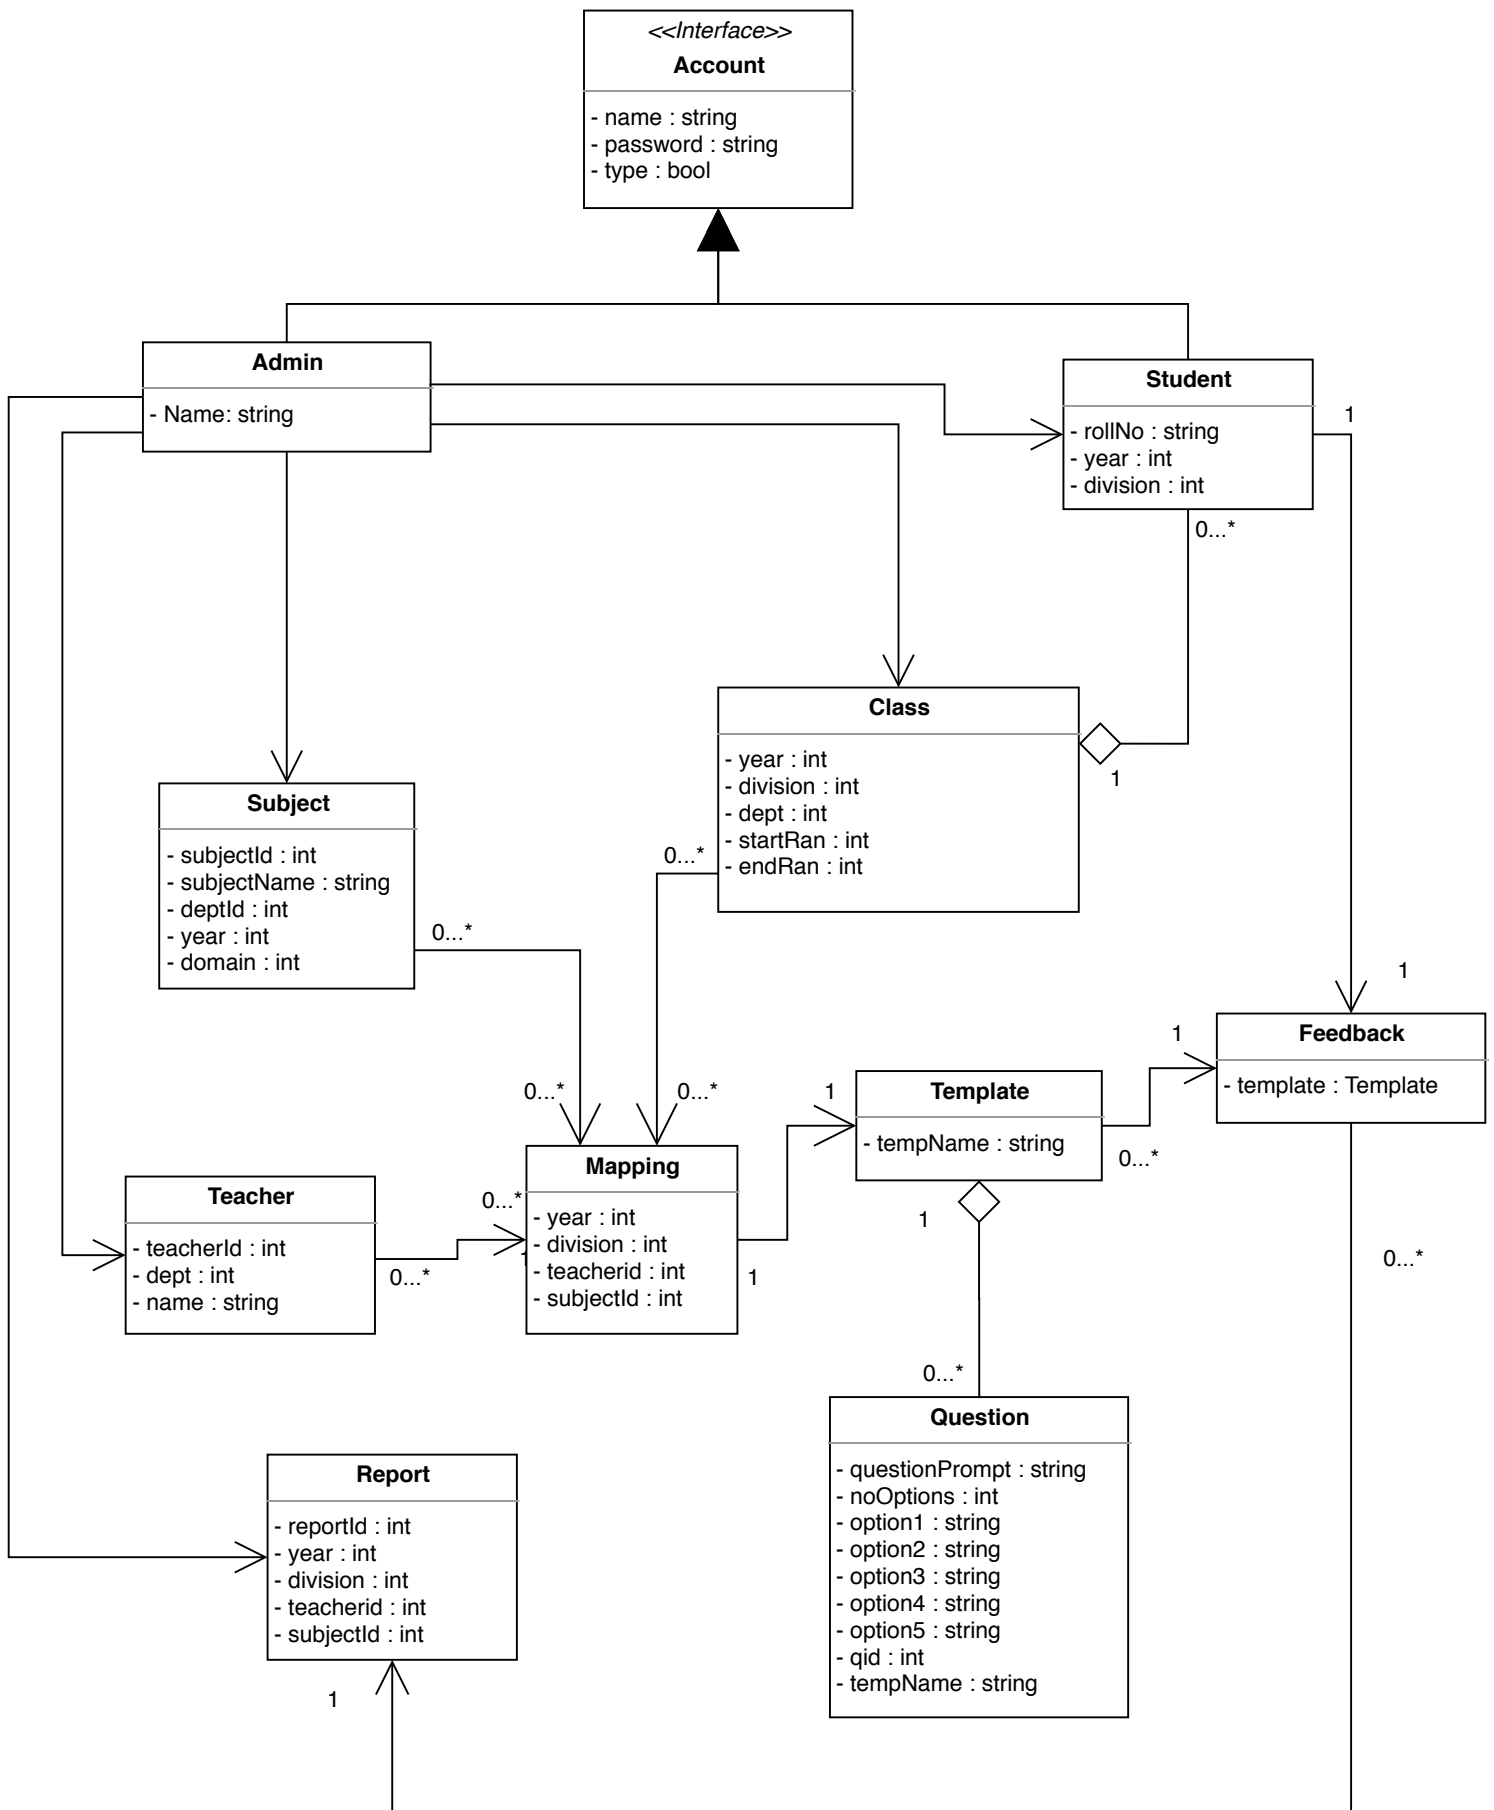 <<Interface>>
Account
- name : string
- password : string
- type : bool
Admin
- Name: string
Student
- rollNo : string
- year : int
- division : int
1
0...*
Class
- year : int
- division : int
- dept : int
- startRan : int
- endRan : int
1
0...*
Subject
- subjectId : int
- subjectName : string
- deptId : int
- year : int
- domain : int
0...*
1
Feedback
- template : Template
1
0...*
0...*
0...*
1
Template
- tempName : string
0...*
1
Mapping
- year : int
- division : int
- teacherid : int
- subjectId : int
0...*
1
Teacher
- teacherId : int
- dept : int
- name : string
0...*
0...*
Question
- questionPrompt : string
- noOptions : int
- option1 : string
- option2 : string
- option3 : string
- option4 : string
- option5 : string
- qid : int
- tempName : string
Report
- reportId : int
- year : int
- division : int
- teacherid : int
- subjectId : int
1